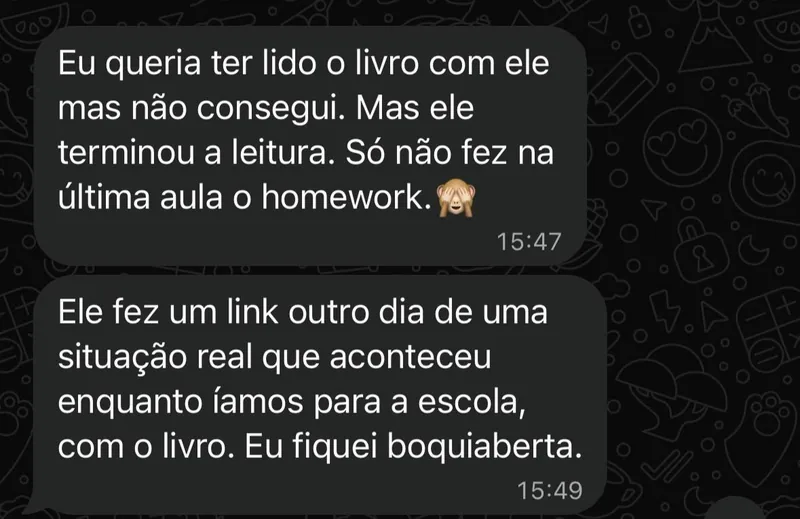 Eu queria ter lido o livro com ele
mas não consegui. Mas ele
terminou a leitura. Só não fez na
última aula o homework.🙈
15:47
Ele fez um link outro dia de uma
situação real que aconteceu
enquanto íamos para a escola,
com o livro. Eu fiquei boquiaberta.
15:49